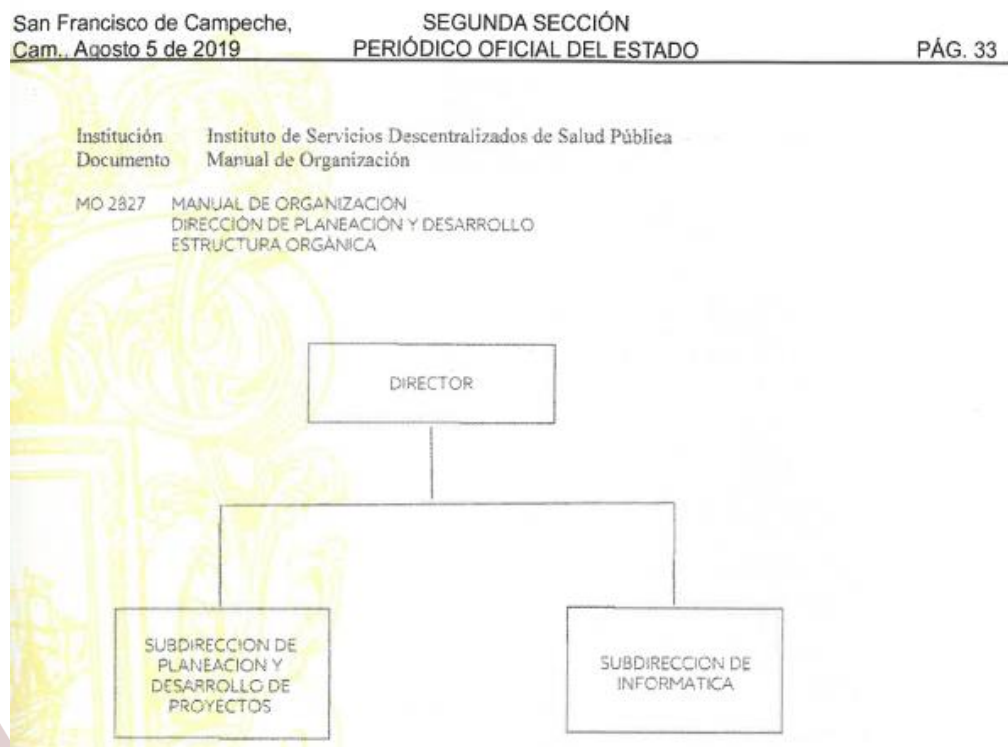 San Francisco de Campeche,
Cam., Agosto 5 de 2019
SEGUNDA SECCIÓN
PERIÓDICO OFICIAL DEL ESTADO
PÁG. 33
Institución Instituto de Servicios Descentralizados de Salud Pública
Documento Manual de Organización
MO 2827 MANUAL DE ORGANIZACION
DIRECCIÓN DE PLANEACIÓN Y DESARROLLO
ESTRUCTURA ORGÁNICA
DIRECTOR
SUBDIRECCION DE
PLANEACION Y
DESARROLLO DE
PROYECTOS
SUBDIRECCION DE
INFORMATICA